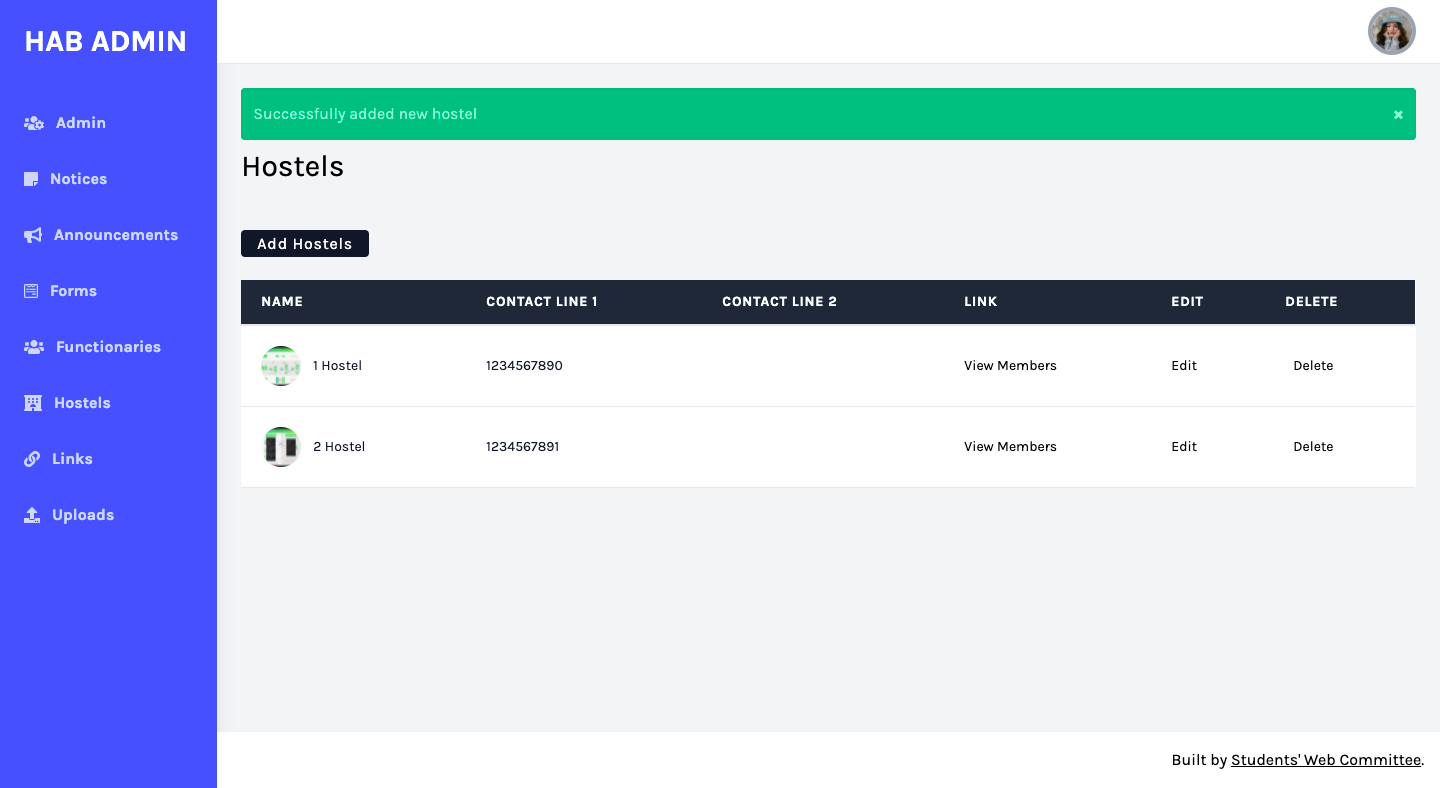 HAB ADMIN
Admin
Notices
Announcements
Forms
Functionaries
Hostels
Links
Uploads
Successfully added new hostel ✖
Hostels
Add Hostels
NAME CONTACT LINE 1 CONTACT LINE 2 LINK EDIT DELETE
1 Hostel 1234567890 View Members Edit Delete
2 Hostel 1234567891 View Members Edit Delete
Built by Students' Web Committee.